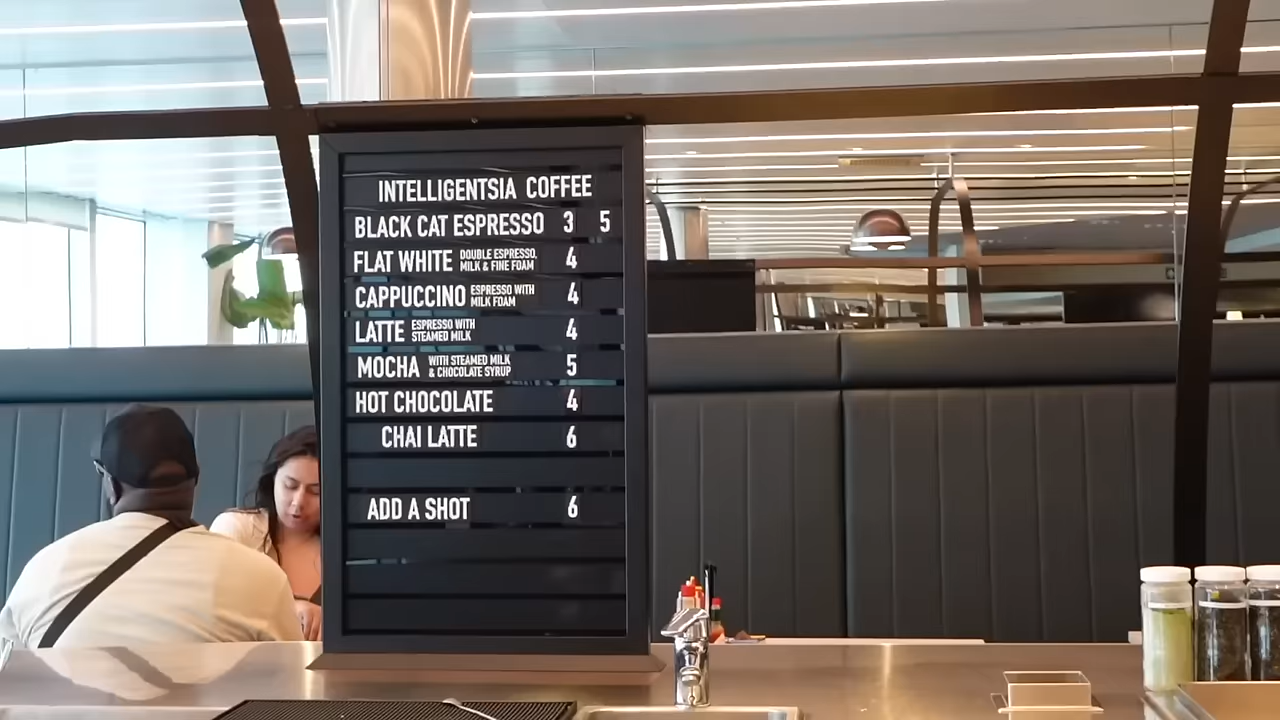 INTELLIGENTSIA COFFEE
BLACK CAT ESPRESSO 3 5
FLAT WHITE DOUBLE ESPRESSO, MILK & FINE FOAM 4
CAPPUCCINO ESPRESSO WITH MILK FOAM 4
LATTE ESPRESSO WITH STEAMED MILK 4
MOCHA WITH STEAMED MILK & CHOCOLATE SYRUP 5
HOT CHOCOLATE 4
CHAI LATTE 6
ADD A SHOT 6